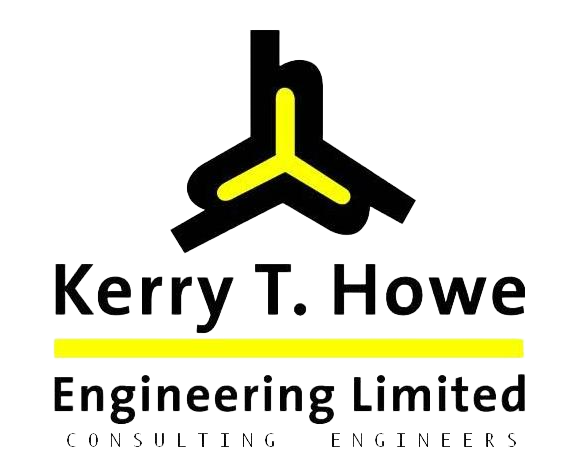 Kerry T. Howe
Engineering Limited
CONSULTING ENGINEERS